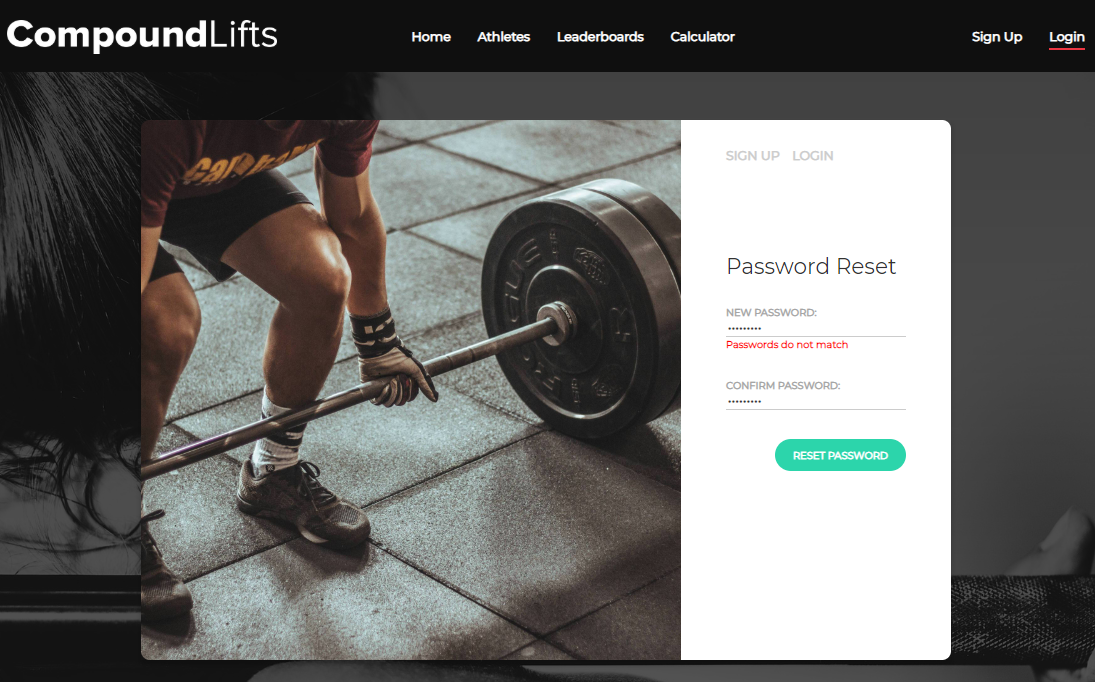 CompoundLifts
Home Athletes Leaderboards Calculator
Sign Up Login
SIGN UP LOGIN
Password Reset
NEW PASSWORD:
•••••••••
Passwords do not match
CONFIRM PASSWORD:
•••••••••
RESET PASSWORD